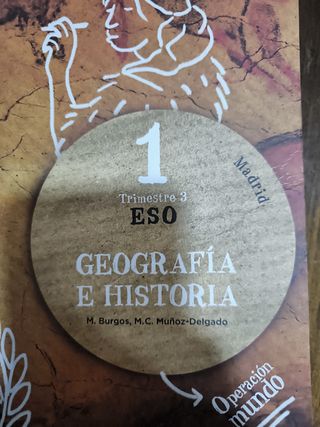 1
Trimestre 3
ESO
Madrid
GEOGRAFÍA
E HISTORIA
M. Burgos, M.C. Muñoz-Delgado
Operación
mundo